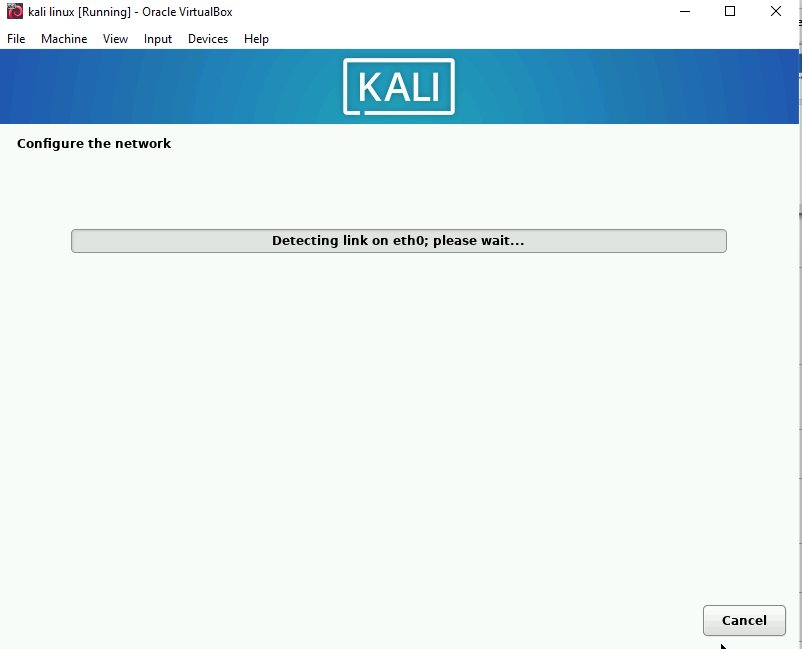 kali linux [Running] - Oracle VirtualBox
File Machine View Input Devices Help
KALI
Configure the network
Detecting link on eth0; please wait...
Cancel